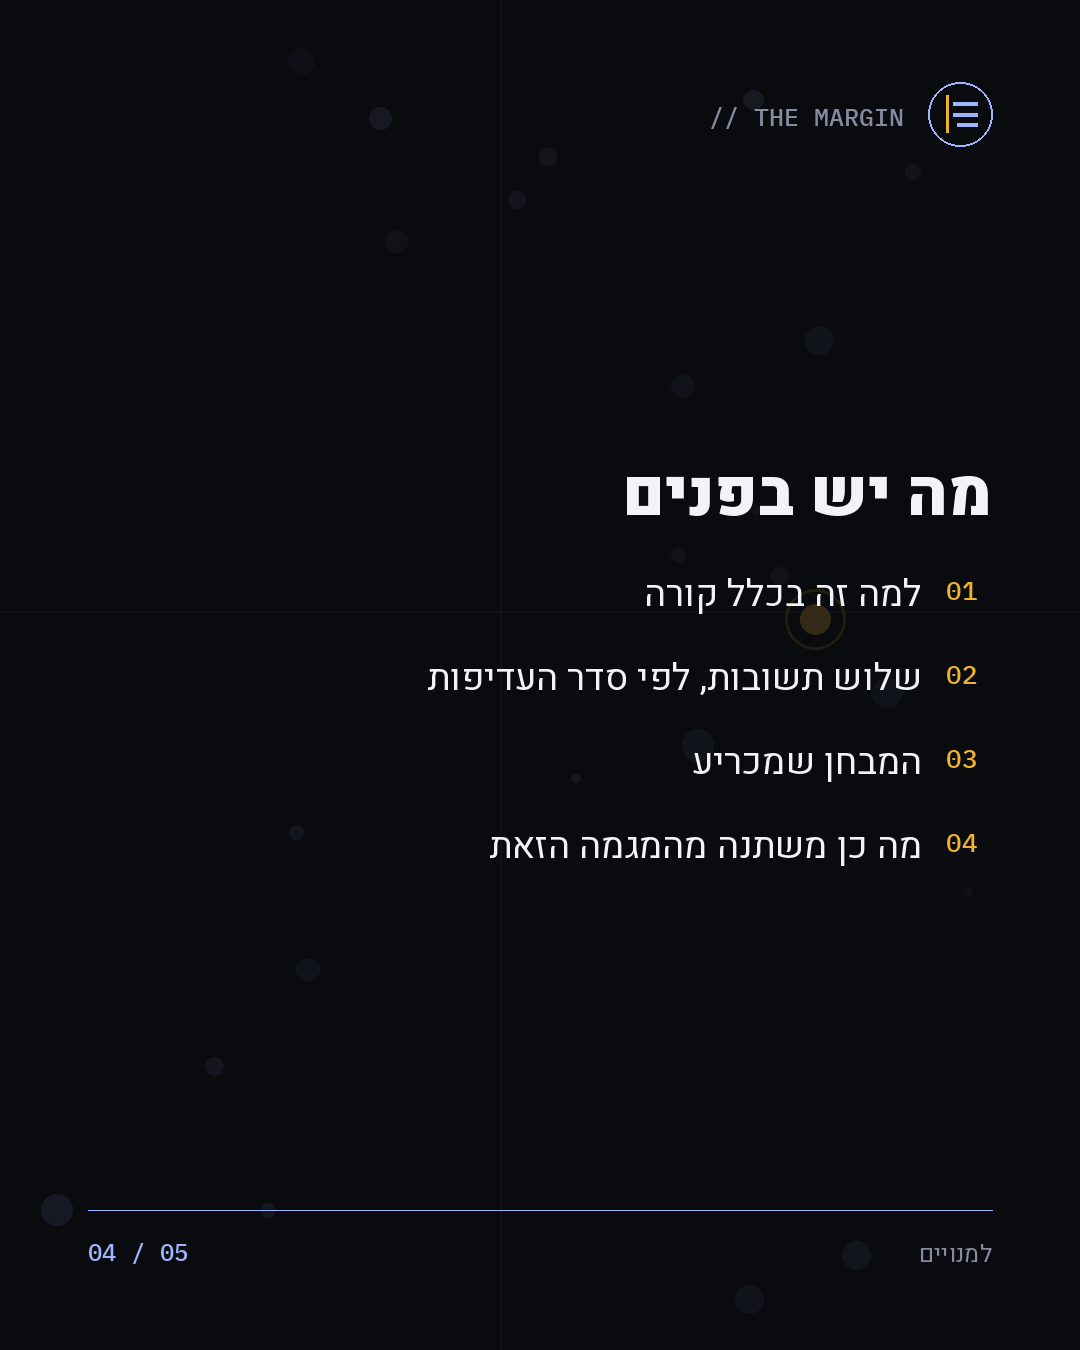 // THE MARGIN
מה יש בפנים
01 למה זה בכלל קורה
02 שלוש תשובות, לפי סדר העדיפות
03 המבחן שמכריע
04 מה כן משתנה מהמגמה הזאת
למנויים
04 / 05